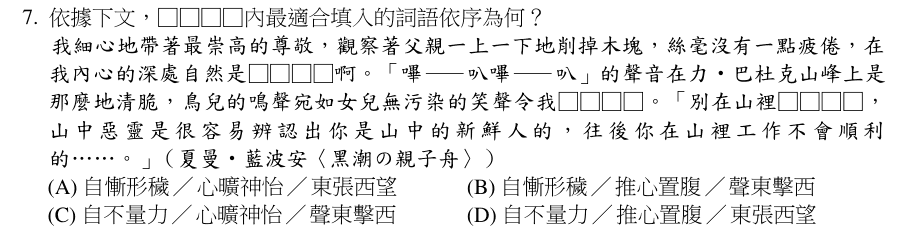 7. 依據下文，□□□□內最適合填入的詞語依序為何？
我細心地帶著最崇高的尊敬，觀察著父親一上一下地削掉木塊，絲毫沒有一點疲倦，在
我內心的深處自然是□□□□啊。「嗶——叭嗶——叭」的聲音在力・巴杜克山峰上是
那麼地清脆，鳥兒的鳴聲宛如女兒無污染的笑聲令我□□□□。「別在山裡□□□□，
山中惡靈是很容易辨認出你是山中的新鮮人的，往後你在山裡工作不會順利
的……。」（夏曼・藍波安〈黑潮の親子舟〉）
(A) 自慚形穢／心曠神怡／東張西望 (B) 自慚形穢／推心置腹／聲東擊西
(C) 自不量力／心曠神怡／聲東擊西 (D) 自不量力／推心置腹／東張西望